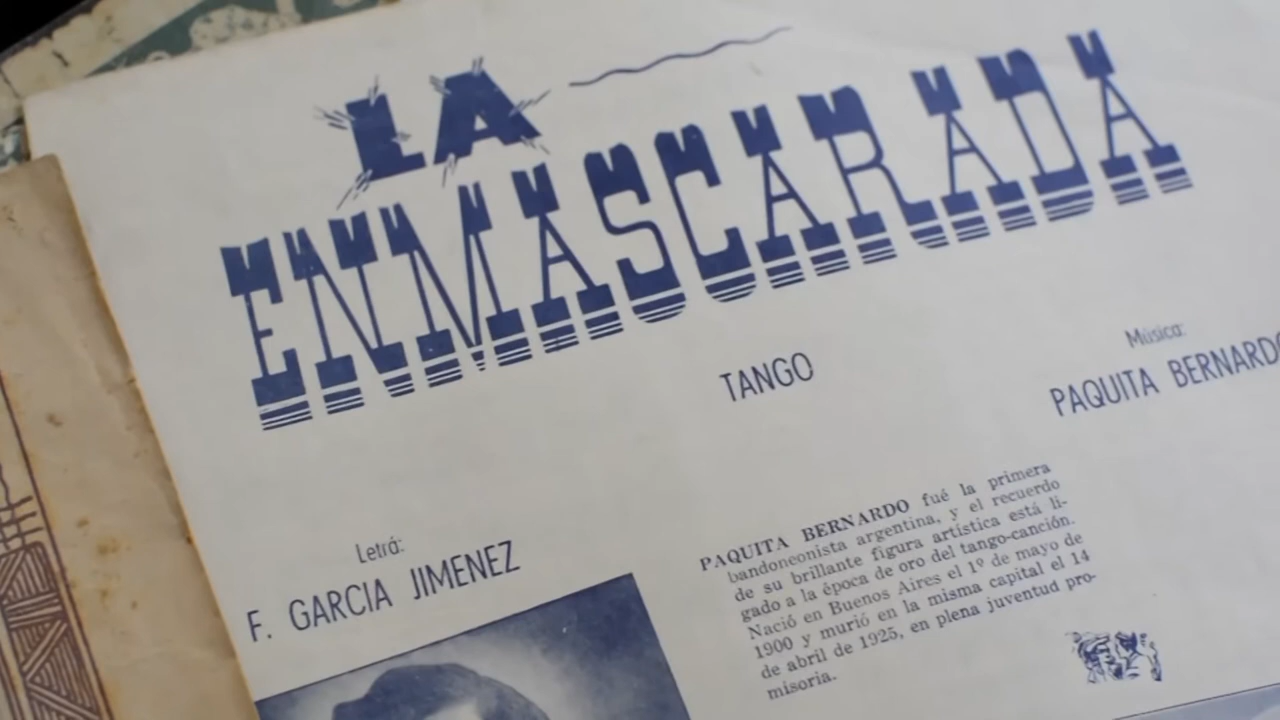 LA
ENMASCARADA
TANGO
Música:
PAQUITA BERNARDO
Letrá:
F. GARCIA JIMENEZ
PAQUITA BERNARDO fué la primera
bandoneonista argentina, y el recuerdo
de su brillante figura artística está li-
gado a la época de oro del tango-canción.
Nació en Buenos Aires el 1º de mayo de
1900 y murió en la misma capital el 14
de abril de 1925, en plena juventud pro-
misoria.